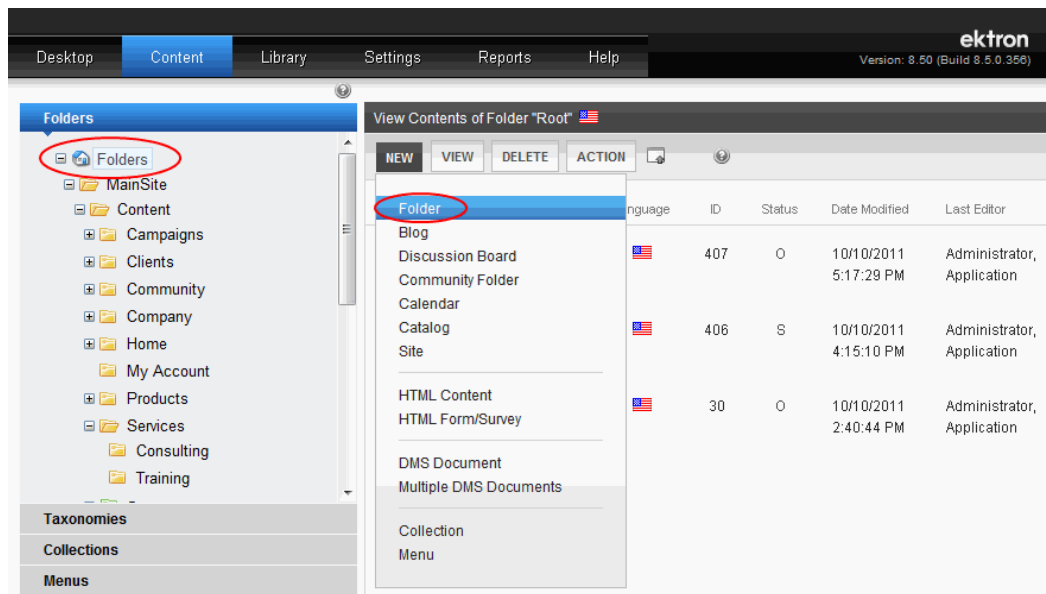 ektron
Desktop Content Library Settings Reports Help
Version: 8.50 (Build 8.5.0.356)
Folders
Folders
MainSite
Content
Campaigns
Clients
Community
Company
Home
My Account
Products
Services
Consulting
Training
Taxonomies
Collections
Menus
View Contents of Folder "Root"
NEW VIEW DELETE ACTION
Folder
Blog
Discussion Board
Community Folder
Calendar
Catalog
Site
HTML Content
HTML Form/Survey
DMS Document
Multiple DMS Documents
Collection
Menu
nguage ID Status Date Modified Last Editor
407 O 10/10/2011 Administrator,
5:17:29 PM Application
406 S 10/10/2011 Administrator,
4:15:10 PM Application
30 O 10/10/2011 Administrator,
2:40:44 PM Application